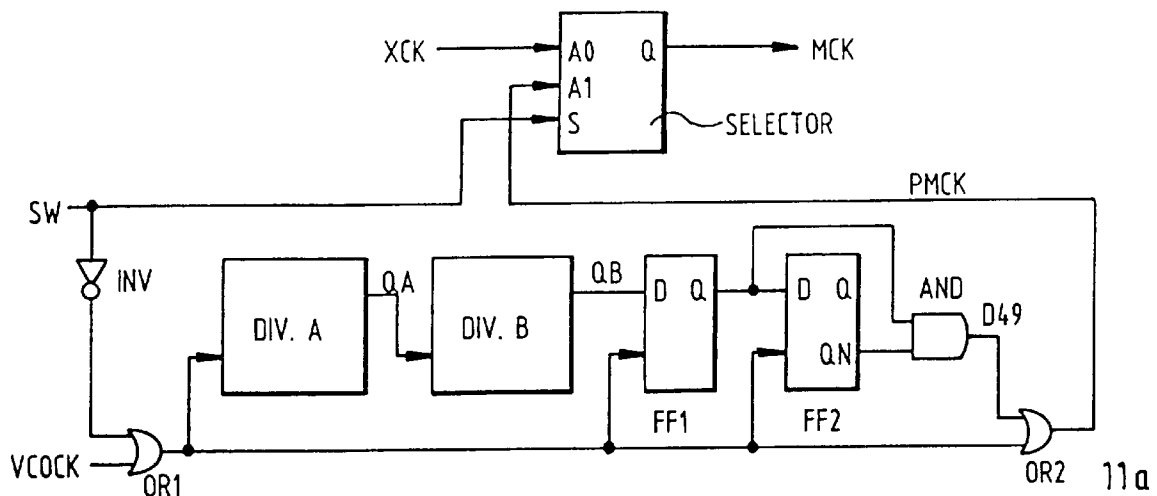 XCK
A0 Q
MCK
A1
S
SELECTOR
PMCK
SW
INV
QA
QB
D Q
D Q
AND
D49
DIV. A
DIV. B
QN
FF1
FF2
VCOCK
OR1
OR2
11a